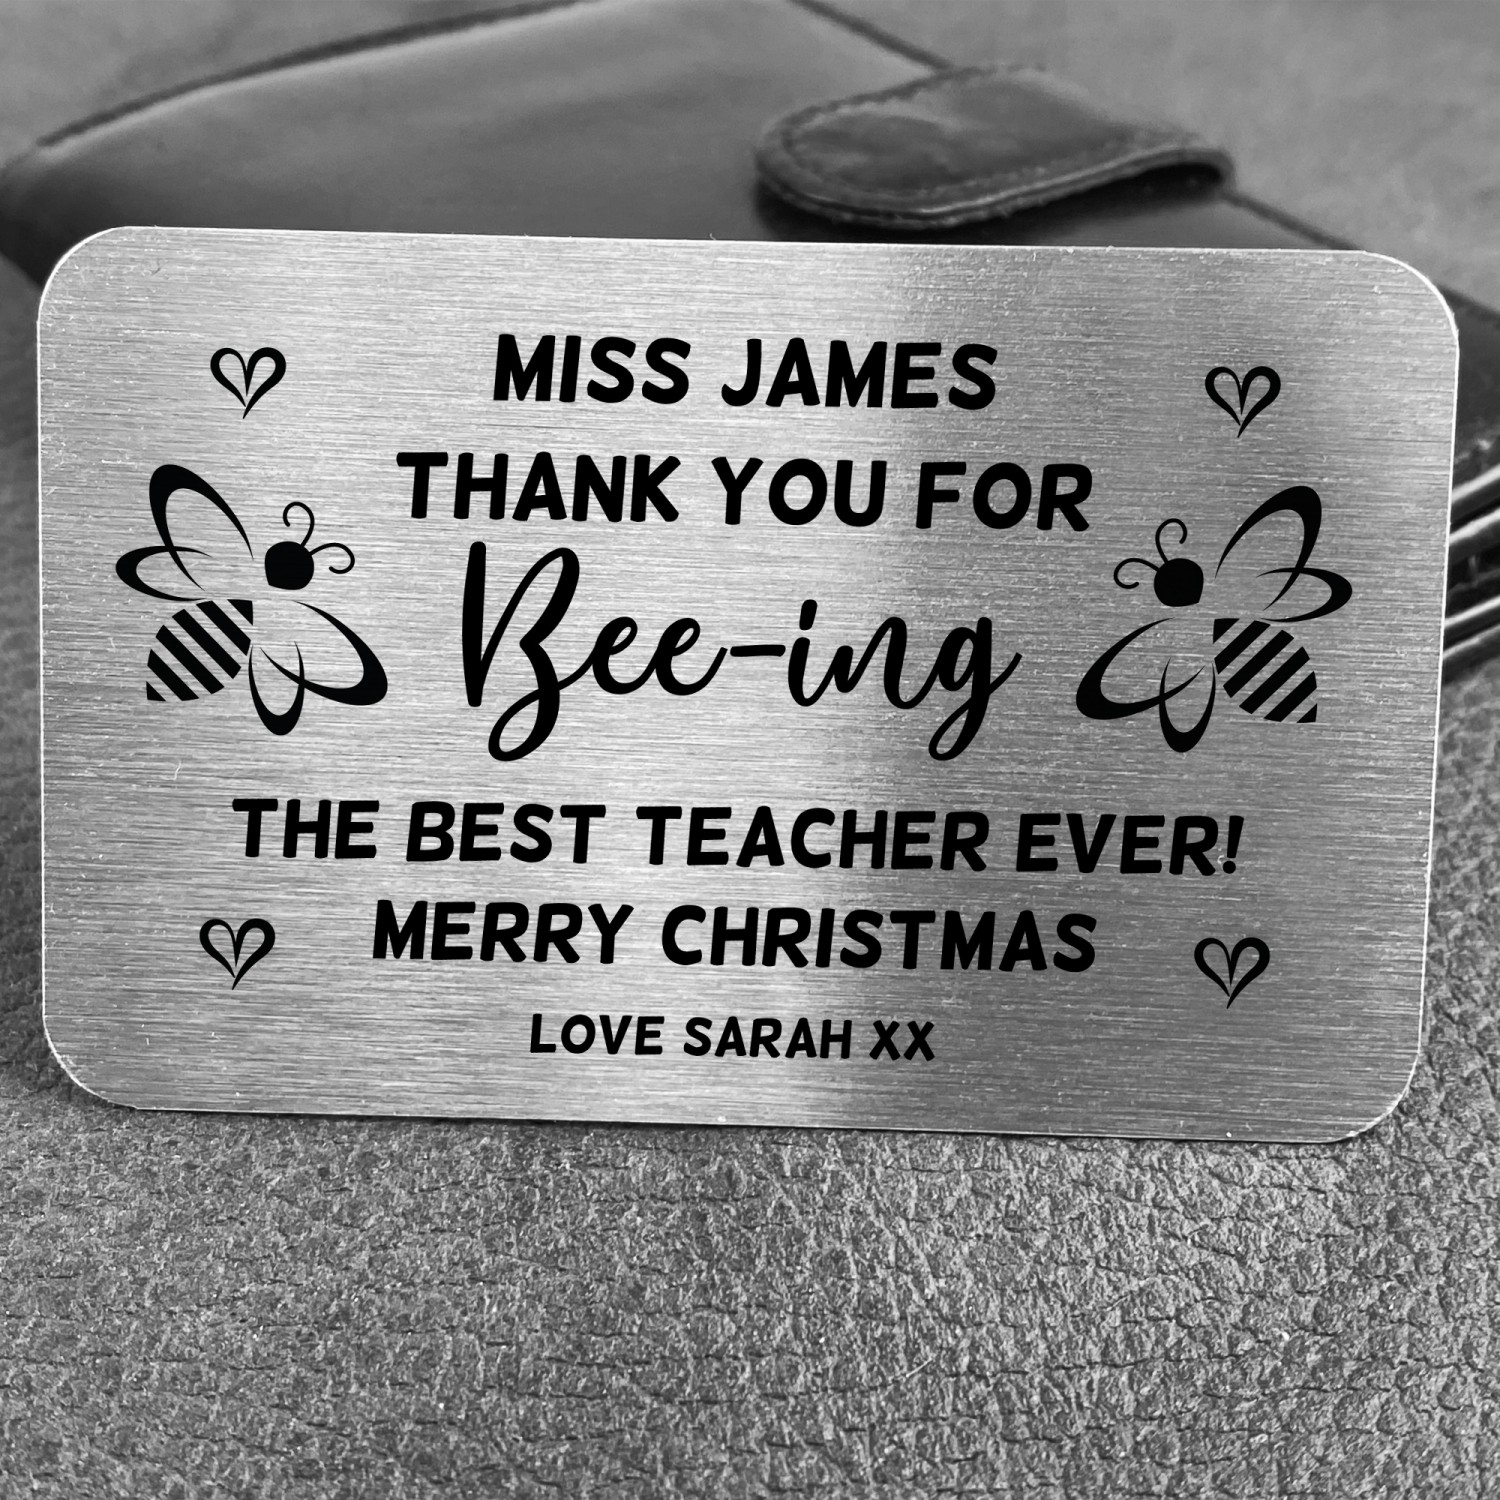 MISS JAMES
THANK YOU FOR
Bee-ing
THE BEST TEACHER EVER!
MERRY CHRISTMAS
LOVE SARAH XX